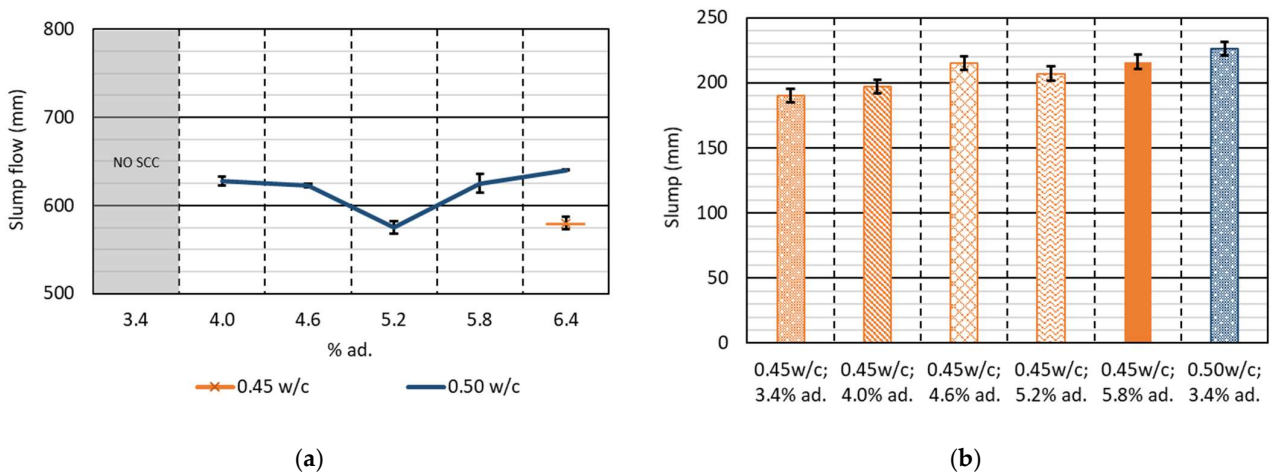 800
700
600
500
Slump flow (mm)
NO SCC
3.4 4.0 4.6 5.2 5.8 6.4
% ad.
0.45 w/c 0.50 w/c
(a)
250
200
150
100
50
0
Slump (mm)
0.45w/c; 0.45w/c; 0.45w/c; 0.45w/c; 0.45w/c; 0.50w/c;
3.4% ad. 4.0% ad. 4.6% ad. 5.2% ad. 5.8% ad. 3.4% ad.
(b)